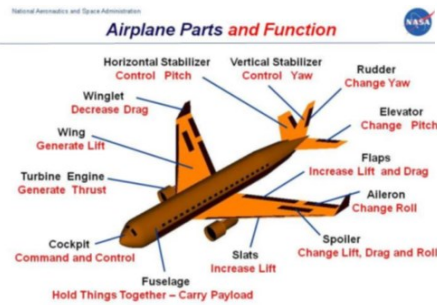 National Aeronautics and Space Administration
NASA
Airplane Parts and Function
Horizontal Stabilizer
Control Pitch
Vertical Stabilizer
Control Yaw
Rudder
Change Yaw
Winglet
Decrease Drag
Elevator
Change Pitch
Wing
Generate Lift
Flaps
Increase Lift and Drag
Turbine Engine
Generate Thrust
Aileron
Change Roll
Spoiler
Change Lift, Drag and Roll
Cockpit
Command and Control
Slats
Increase Lift
Fuselage
Hold Things Together – Carry Payload